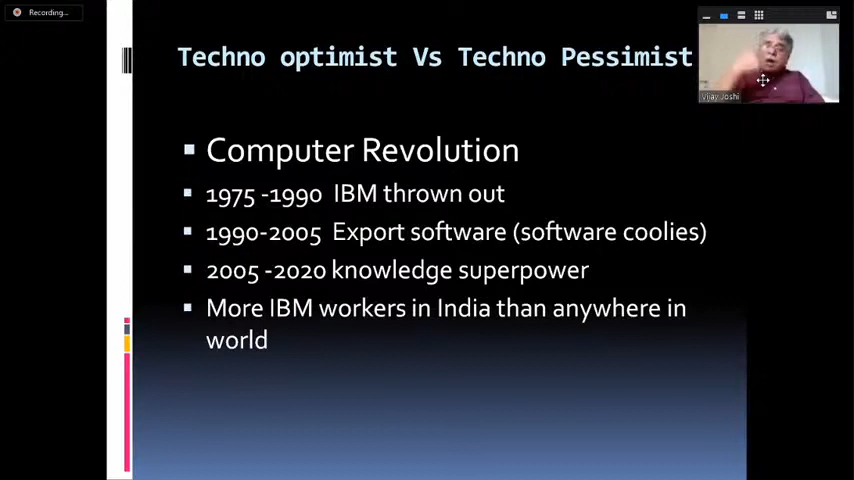 Recording...
Techno optimist Vs Techno Pessimist
Vijay Joshi
Computer Revolution
1975 -1990 IBM thrown out
1990-2005 Export software (software coolies)
2005 -2020 knowledge superpower
More IBM workers in India than anywhere in
world